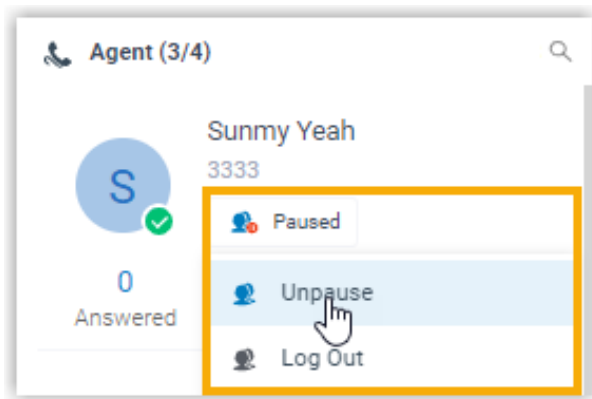 Agent (3/4)
Sunmy Yeah
3333
S
Paused
0
Unpause
Answered
Log Out